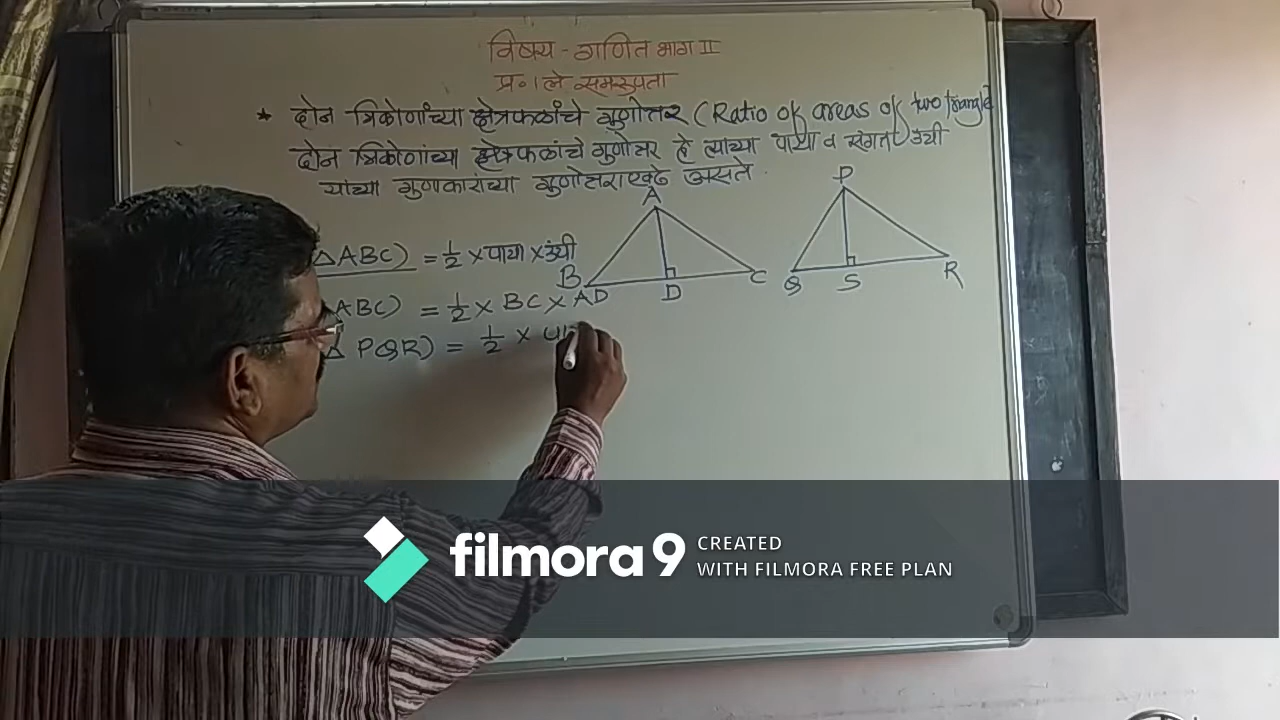 विषय - गणित भाग II
प्र. १ ले समरूपता
* दोन त्रिकोणांच्या क्षेत्रफळांचे गुणोत्तर (Ratio of areas of two triangle)
दोन त्रिकोणांच्या क्षेत्रफळांचे गुणोत्तर हे त्यांच्या पाया व संगत उंची
यांच्या गुणाकारांच्या गुणोत्तराएवढे असते.
A
P
△ABC) = 1/2 × पाया × उंची
B D C
Q S R
ABC) = 1/2 × BC × AD
△ PQR) = 1/2 ×
filmora 9 CREATED
WITH FILMORA FREE PLAN